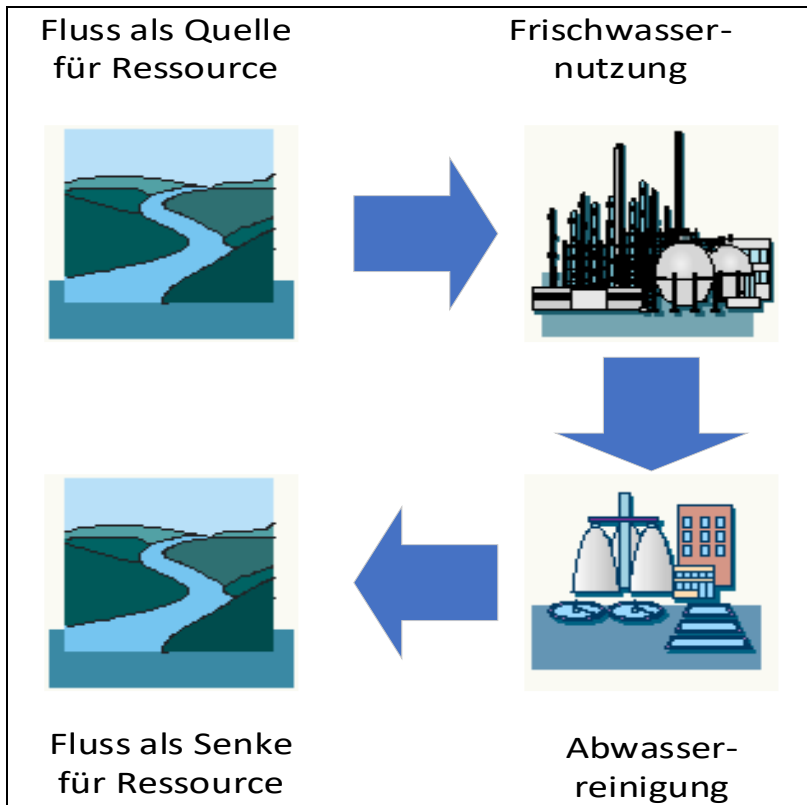 Fluss als Quelle
für Ressource
Frischwasser-
nutzung
Fluss als Senke
für Ressource
Abwasser-
reinigung